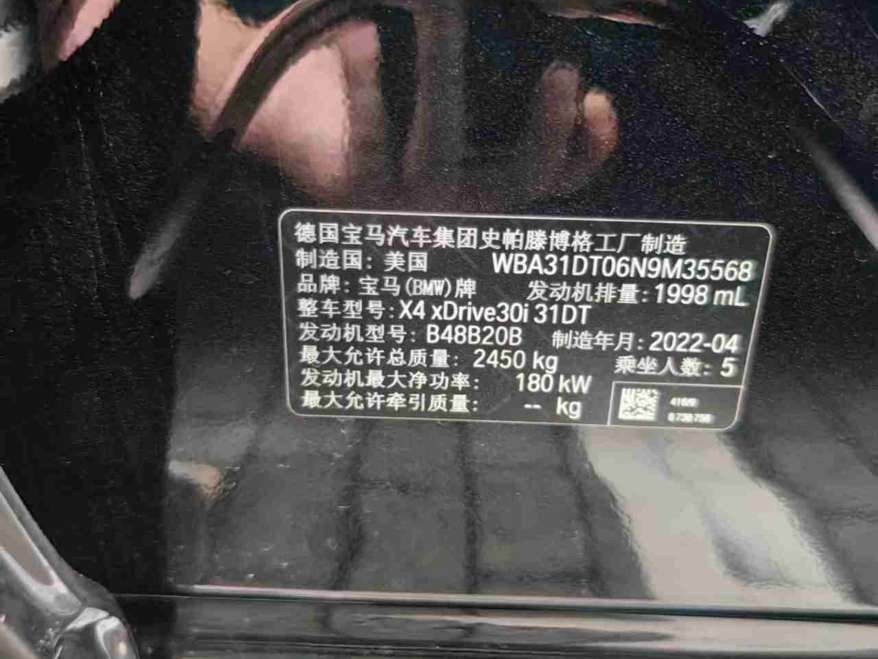 德国宝马汽车集团史帕滕博格工厂制造
制造国：美国 WBA31DT06N9M35568
品牌：宝马(BMW)牌 发动机排量：1998 mL
整车型号：X4 xDrive30i 31DT
发动机型号：B48B20B 制造年月：2022-04
最大允许总质量：2450 kg 乘坐人数：5
发动机最大净功率：180 kW
最大允许牵引质量：-- kg